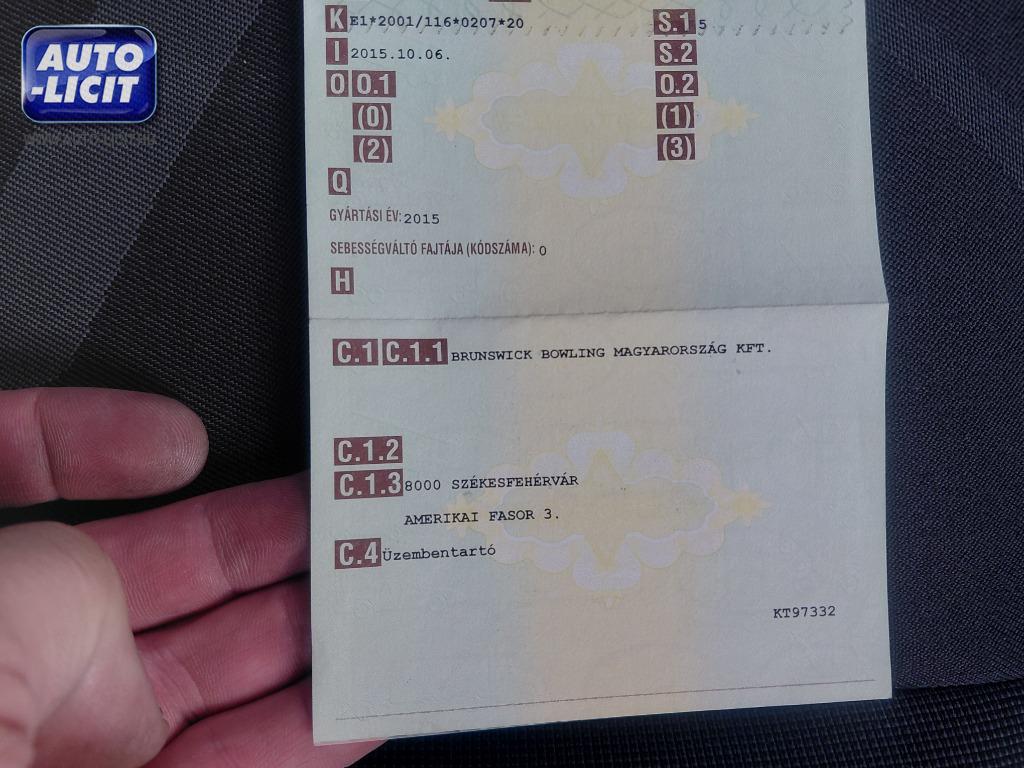 AUTO
-LICIT
K E1*2001/116*0207*20 S.1 5
I 2015.10.06. S.2
O O.1 O.2
(0) (1)
(2) (3)
Q
GYÁRTÁSI ÉV: 2015
SEBESSÉGVÁLTÓ FAJTÁJA (KÓDSZÁMA): 0
H
C.1 C.1.1 BRUNSWICK BOWLING MAGYARORSZÁG KFT.
C.1.2
C.1.3 8000 SZÉKESFEHÉRVÁR
AMERIKAI FASOR 3.
C.4 Üzembentartó
KT97332